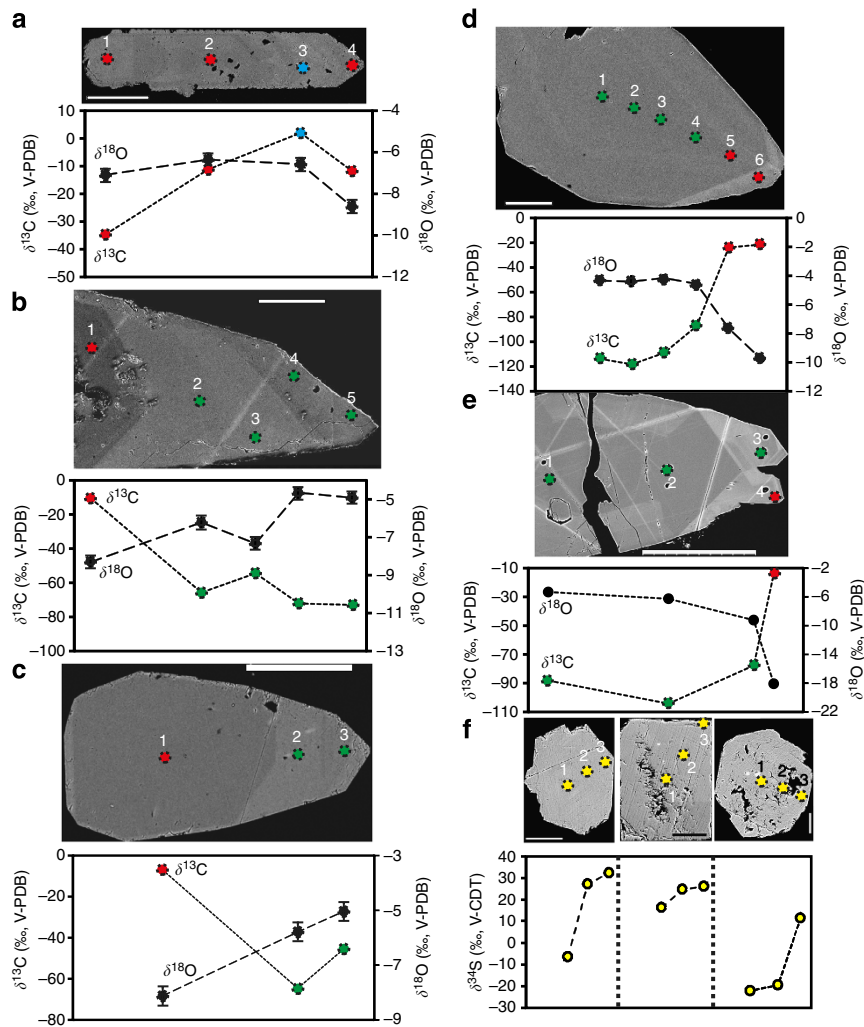 a
1 2 3 4
10 0 −10 −20 −30 −40 −50
δ13C (‰, V-PDB)
δ18O
δ13C
−4 −6 −8 −10 −12
δ18O (‰, V-PDB)
b
1 2 3 4 5
0 −20 −40 −60 −80 −100
δ13C (‰, V-PDB)
δ13C
δ18O
−5 −7 −9 −11 −13
δ18O (‰, V-PDB)
c
1 2 3
0 −20 −40 −60 −80
δ13C (‰, V-PDB)
δ13C
δ18O
−3 −5 −7 −9
δ18O (‰, V-PDB)
d
1 2 3 4 5 6
0 −20 −40 −60 −80 −100 −120 −140
δ13C (‰, V-PDB)
δ18O
δ13C
0 −2 −4 −6 −8 −10 −12
δ18O (‰, V-PDB)
e
1 2 3 4
−10 −30 −50 −70 −90 −110
δ13C (‰, V-PDB)
δ18O
δ13C
−2 −6 −10 −14 −18 −22
δ18O (‰, V-PDB)
f
1 2 3
1 2 3
1 2 3
40 30 20 10 0 −10 −20 −30
δ34S (‰, V-CDT)